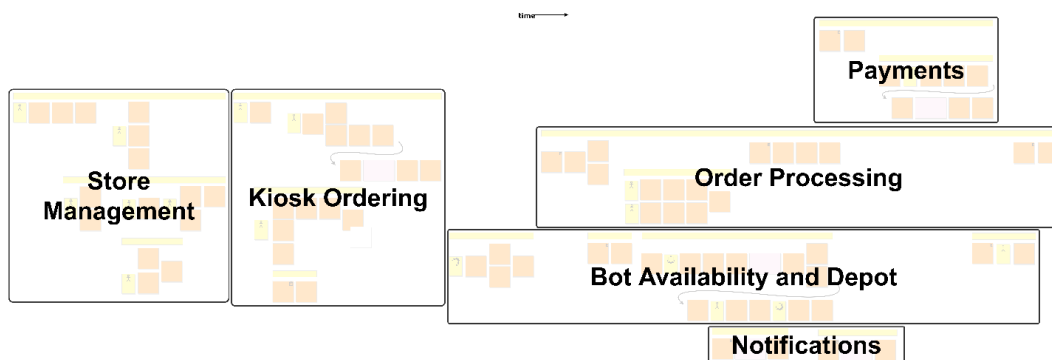 time
Payments
Store
Management
Kiosk Ordering
Order Processing
Bot Availability and Depot
Notifications